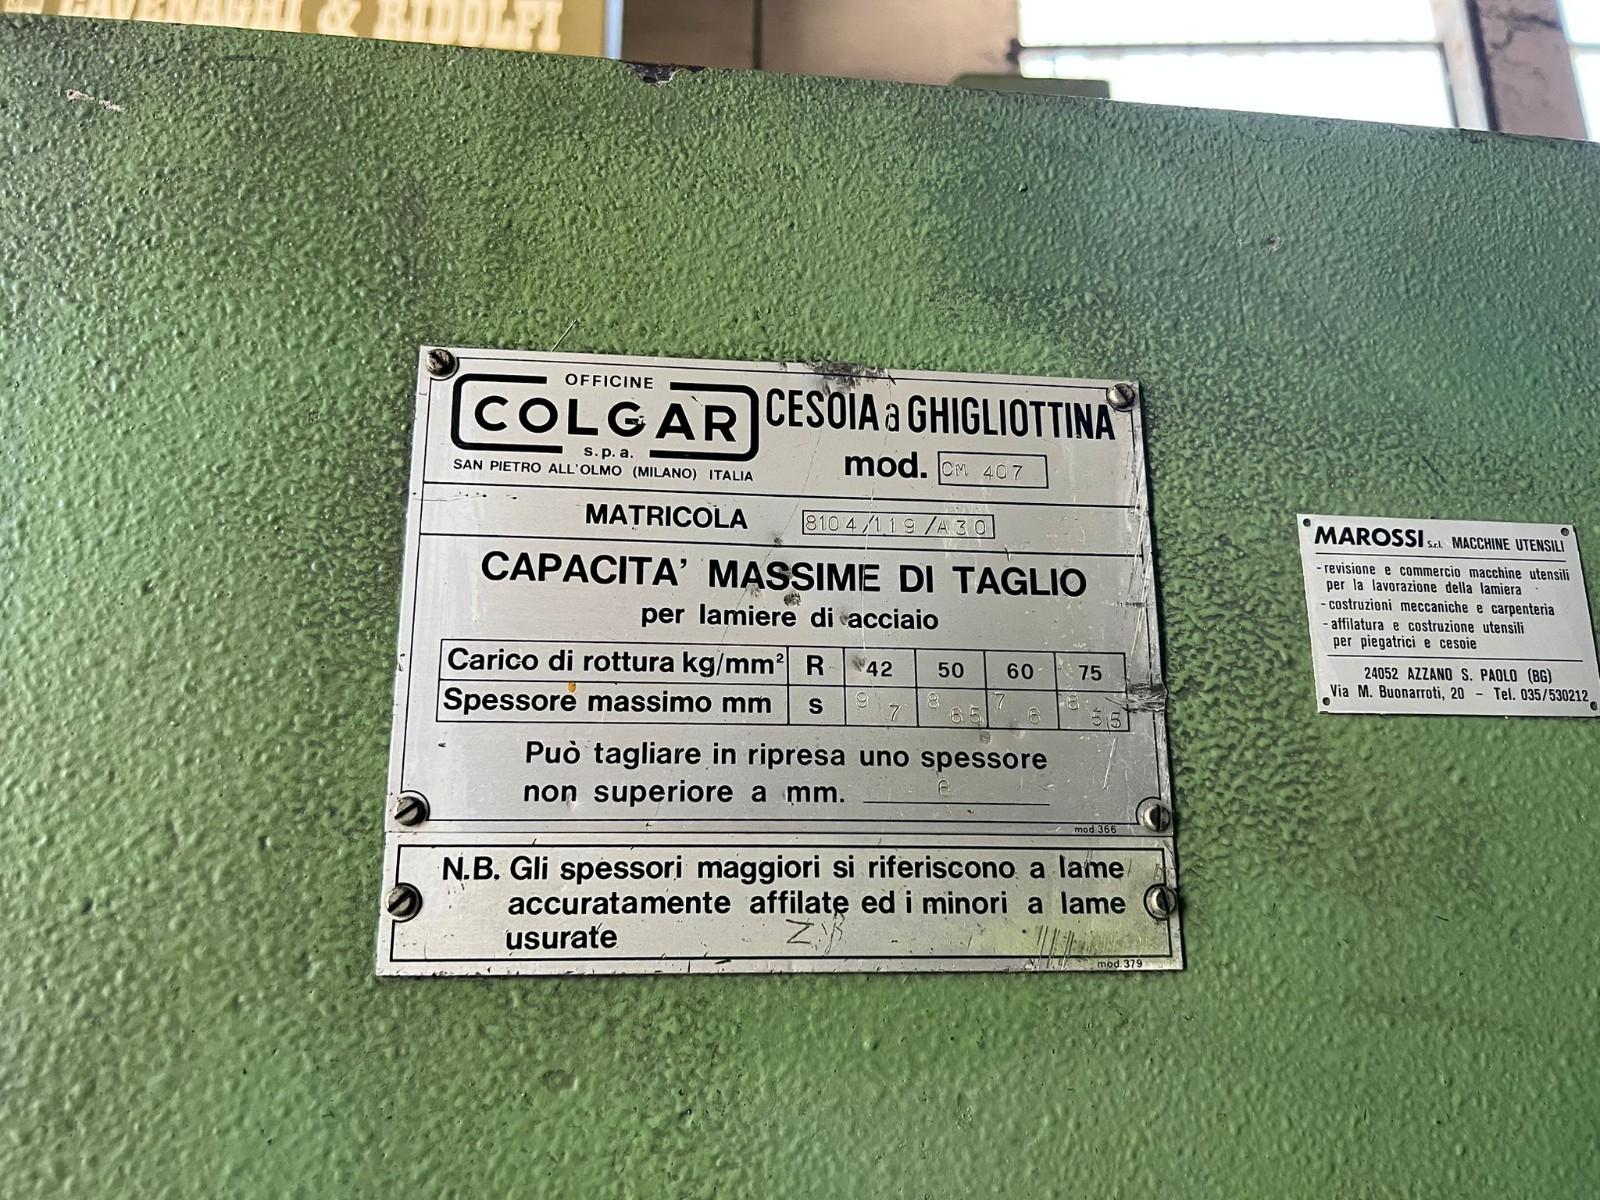 CAVENAGHI & RIDOLFI
OFFICINE
COLGAR
s.p.a.
SAN PIETRO ALL'OLMO (MILANO) ITALIA
CESOIA a GHIGLIOTTINA
mod. CM 407
MATRICOLA 8104/119/A30
CAPACITA' MASSIME DI TAGLIO
per lamiere di acciaio
Carico di rottura kg/mm² R 42 50 60 75
Spessore massimo mm s 9 7 8 6,5 7 6 6 5,5
Può tagliare in ripresa uno spessore
non superiore a mm. 6
mod 366
N.B. Gli spessori maggiori si riferiscono a lame
accuratamente affilate ed i minori a lame
usurate
mod. 379
MAROSSI S.r.l. MACCHINE UTENSILI
- revisione e commercio macchine utensili
per la lavorazione della lamiera
- costruzioni meccaniche e carpenteria
- affilatura e costruzione utensili
per piegatrici e cesoie
24052 AZZANO S. PAOLO (BG)
Via M. Buonarroti, 20 - Tel. 035/530212